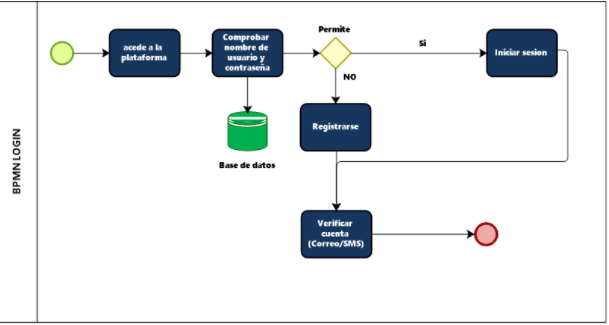 BPMN LOGIN
acede a la
plataforma
Comprobar
nombre de
usuario y
contraseña
Permite
Si
Iniciar sesion
NO
Registrarse
Base de datos
Verificar
cuenta
(Correo/SMS)